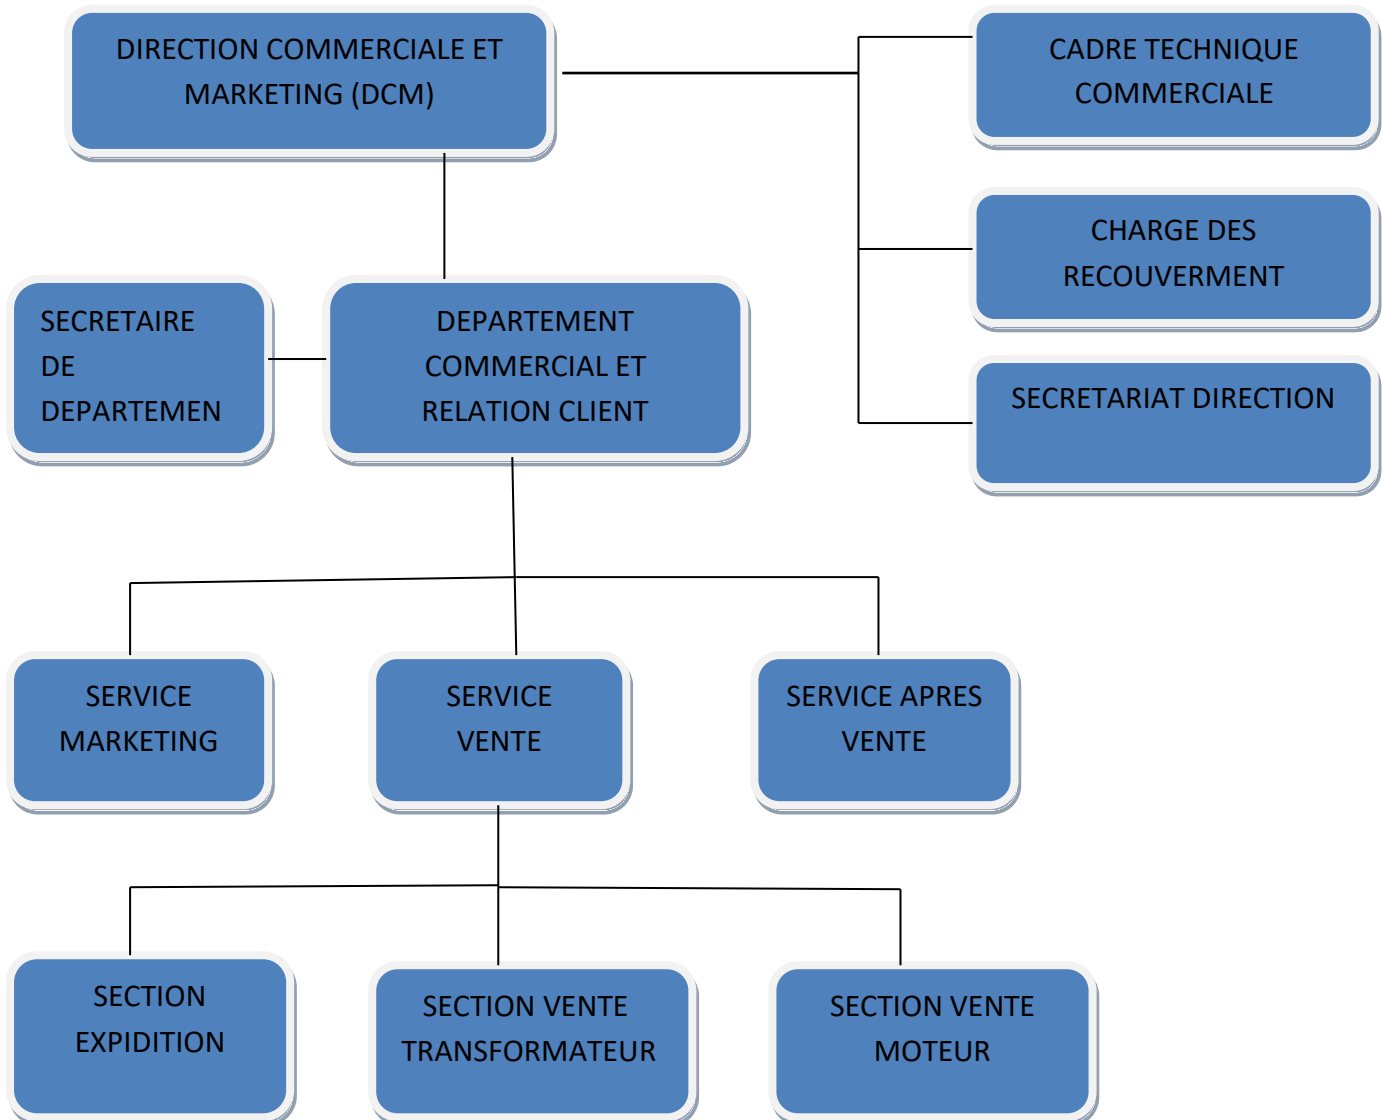 DIRECTION COMMERCIALE ET
MARKETING (DCM)
CADRE TECHNIQUE
COMMERCIALE
CHARGE DES
RECOUVERMENT
SECRETARIAT DIRECTION
SECRETAIRE
DE
DEPARTEMEN
DEPARTEMENT
COMMERCIAL ET
RELATION CLIENT
SERVICE
MARKETING
SERVICE
VENTE
SERVICE APRES
VENTE
SECTION
EXPIDITION
SECTION VENTE
TRANSFORMATEUR
SECTION VENTE
MOTEUR